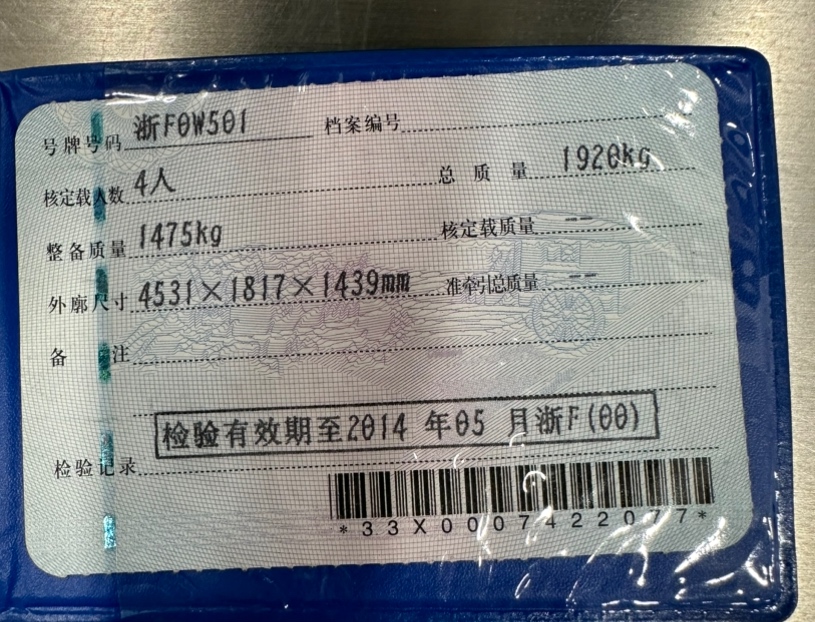 号牌号码 浙F0W501 档案编号
核定载人数 4人 总质量 1920kg
整备质量 1475kg 核定载质量 --
外廓尺寸 4531×1817×1439mm 准牵引总质量 --
备注
检验有效期至2014 年05 月浙F(00)
检验记录
*33X0007422077*